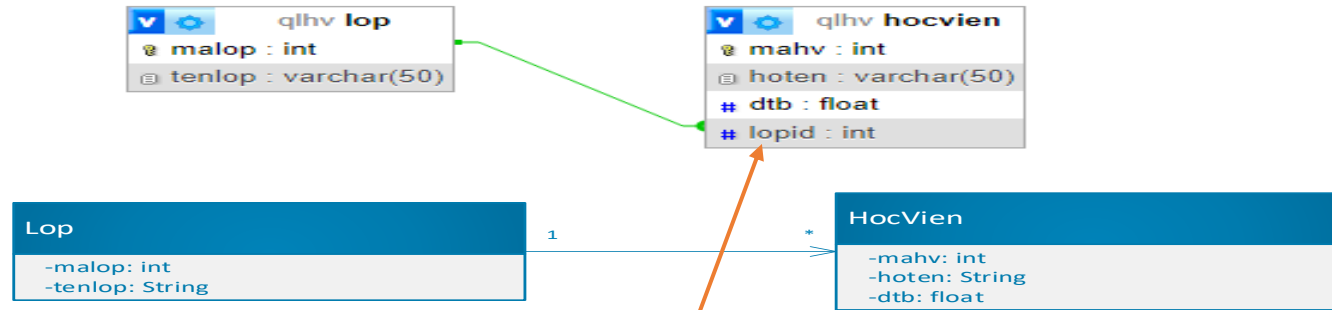 v qlhv lop
malop : int
tenlop : varchar(50)
v qlhv hocvien
mahv : int
hoten : varchar(50)
# dtb : float
# lopid : int
Lop
-malop: int
-tenlop: String
1
*
HocVien
-mahv: int
-hoten: String
-dtb: float